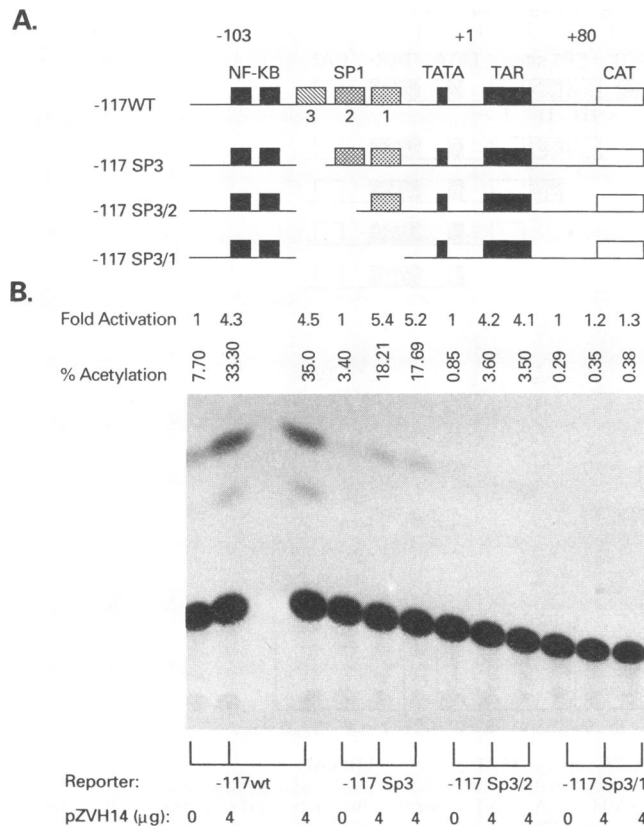 A.
-103 +1 +80
NF-KB SP1 TATA TAR CAT
-117WT
3 2 1
-117 SP3
-117 SP3/2
-117 SP3/1
B.
Fold Activation 1 4.3 4.5 1 5.4 5.2 1 4.2 4.1 1 1.2 1.3
% Acetylation 7.70 33.30 35.0 3.40 18.21 17.69 0.85 3.60 3.50 0.29 0.35 0.38
Reporter: -117wt -117 Sp3 -117 Sp3/2 -117 Sp3/1
pZVH14 (µg): 0 4 4 0 4 4 0 4 4 0 4 4